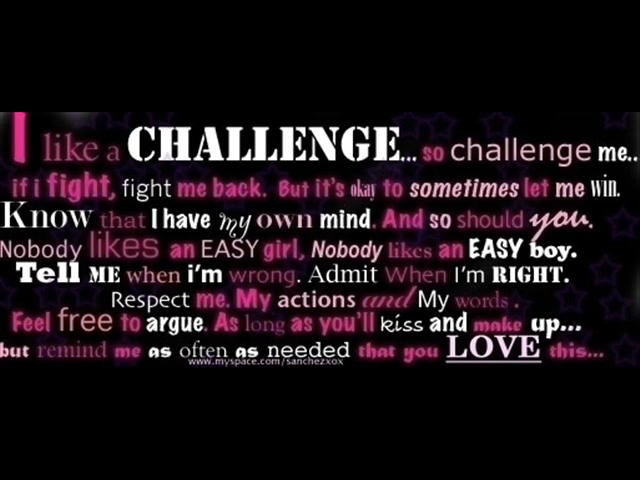 I like a CHALLENGE... so challenge me..
if i fight, fight me back. But it's okay to sometimes let me win.
Know that I have my own mind. And so should you.
Nobody likes an EASY girl, Nobody likes an EASY boy.
Tell ME when i'm wrong. Admit When I'm RIGHT.
Respect me. My actions and My words .
Feel free to argue. As long as you'll kiss and make up...
but remind me as often as needed that you LOVE this...
www.myspace.com/sanchezxox